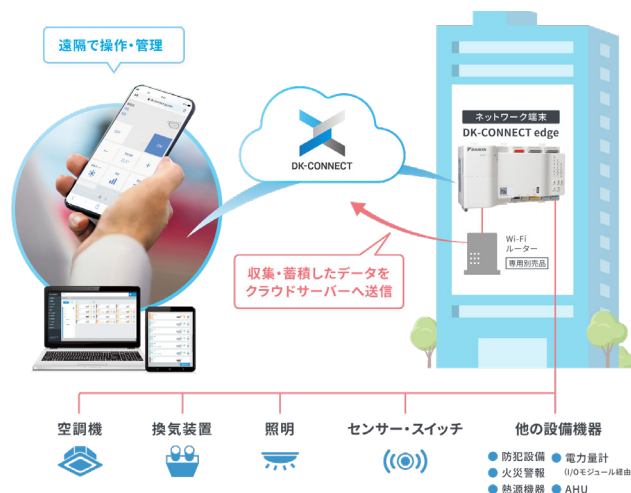 遠隔で操作・管理
DK-CONNECT
ネットワーク端末
DK-CONNECT edge
DAIKIN
Wi-Fi
ルーター
専用別売品
収集・蓄積したデータを
クラウドサーバーへ送信
空調機
換気装置
照明
センサー・スイッチ
他の設備機器
防犯設備
電力量計
(I/Oモジュール経由
火災警報
熱源機器
AHU